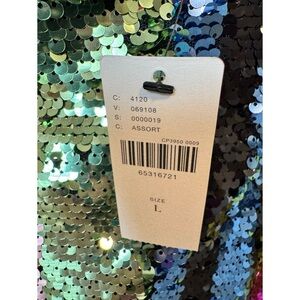 C: 4120
V: 069108
S: 0000019
C: ASSORT
CP3950 0009
65316721
SIZE
L